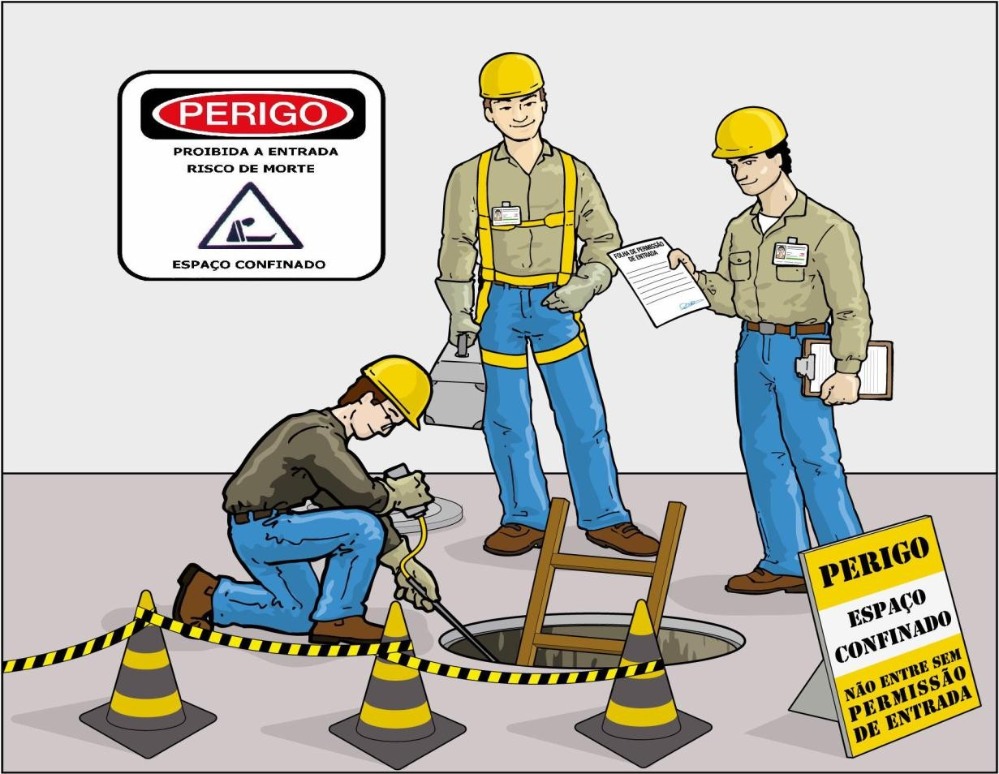 PERIGO
PROIBIDA A ENTRADA
RISCO DE MORTE
ESPAÇO CONFINADO
FOLHA DE PERMISSÃO
DE ENTRADA
PERIGO
ESPAÇO
CONFINADO
NÃO ENTRE SEM
PERMISSÃO
DE ENTRADA